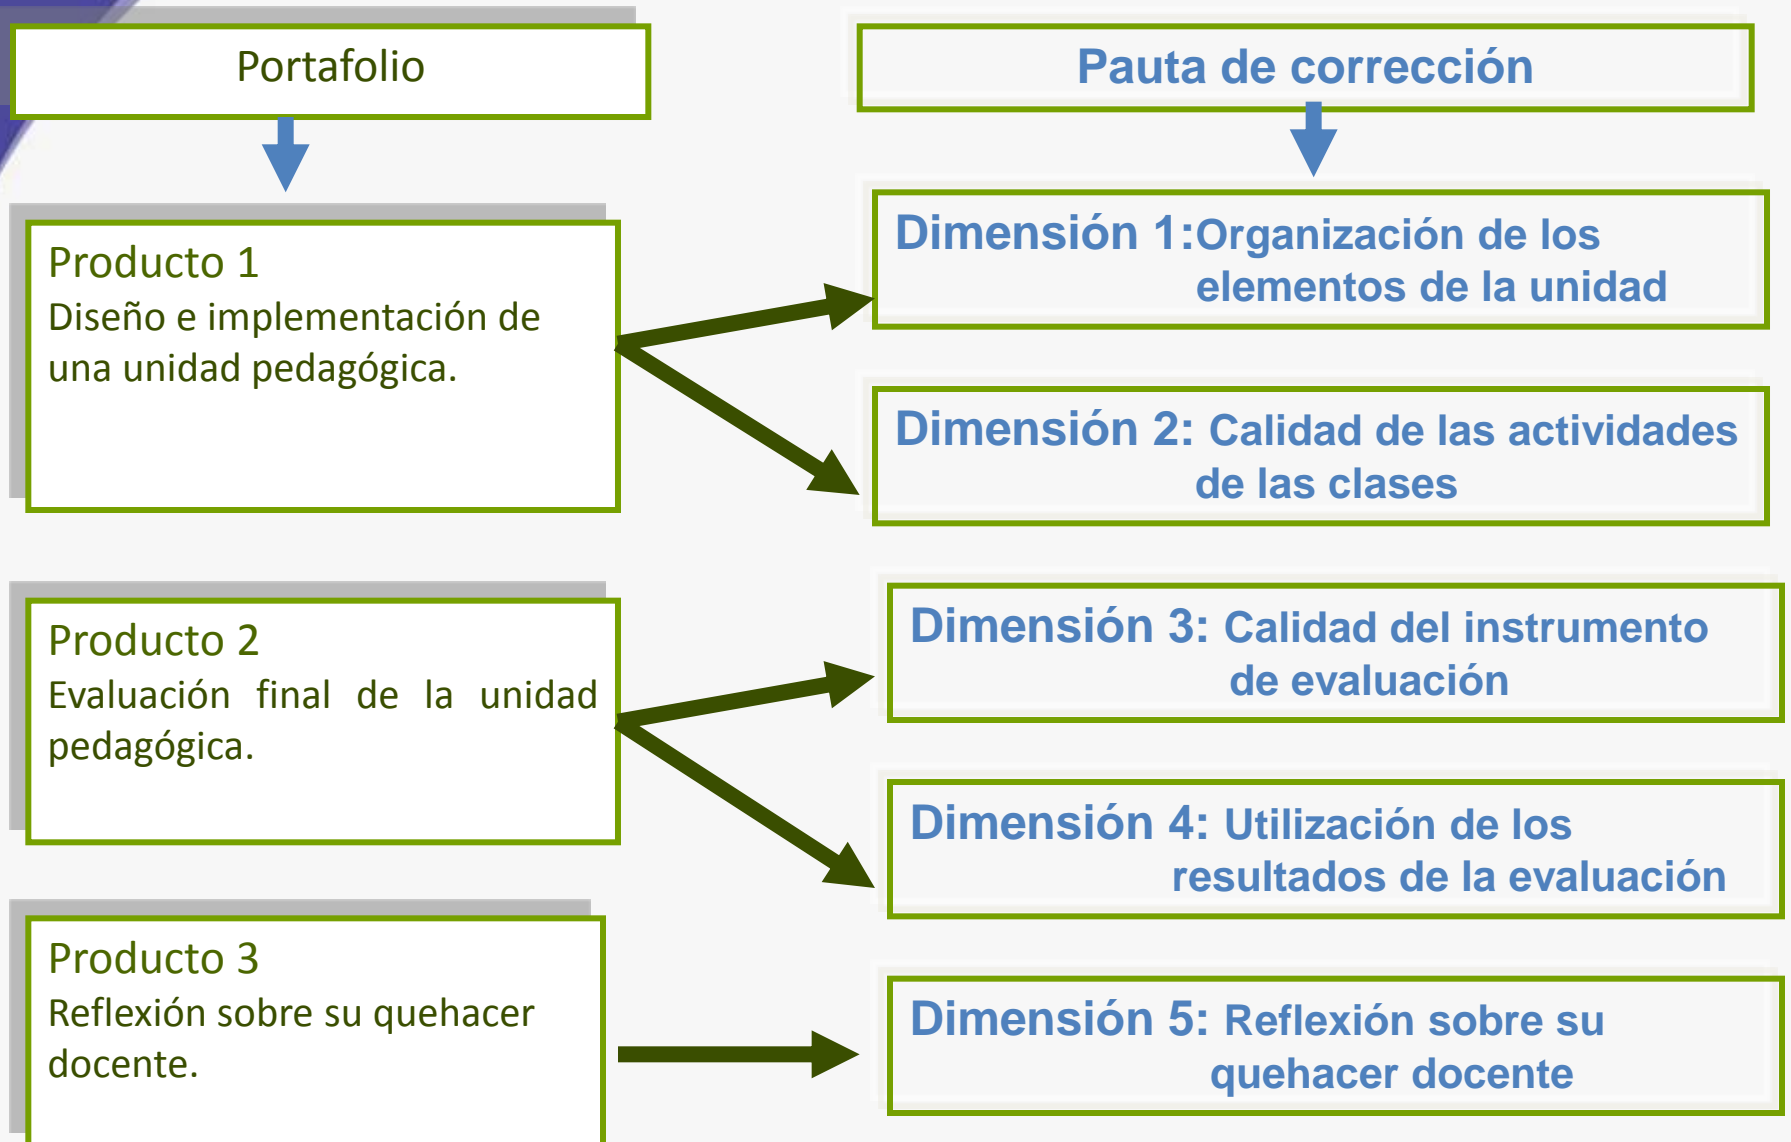 Portafolio
Pauta de corrección
Producto 1
Diseño e implementación de
una unidad pedagógica.
Dimensión 1:Organización de los
elementos de la unidad
Dimensión 2: Calidad de las actividades
de las clases
Producto 2
Evaluación final de la unidad
pedagógica.
Dimensión 3: Calidad del instrumento
de evaluación
Dimensión 4: Utilización de los
resultados de la evaluación
Producto 3
Reflexión sobre su quehacer
docente.
Dimensión 5: Reflexión sobre su
quehacer docente